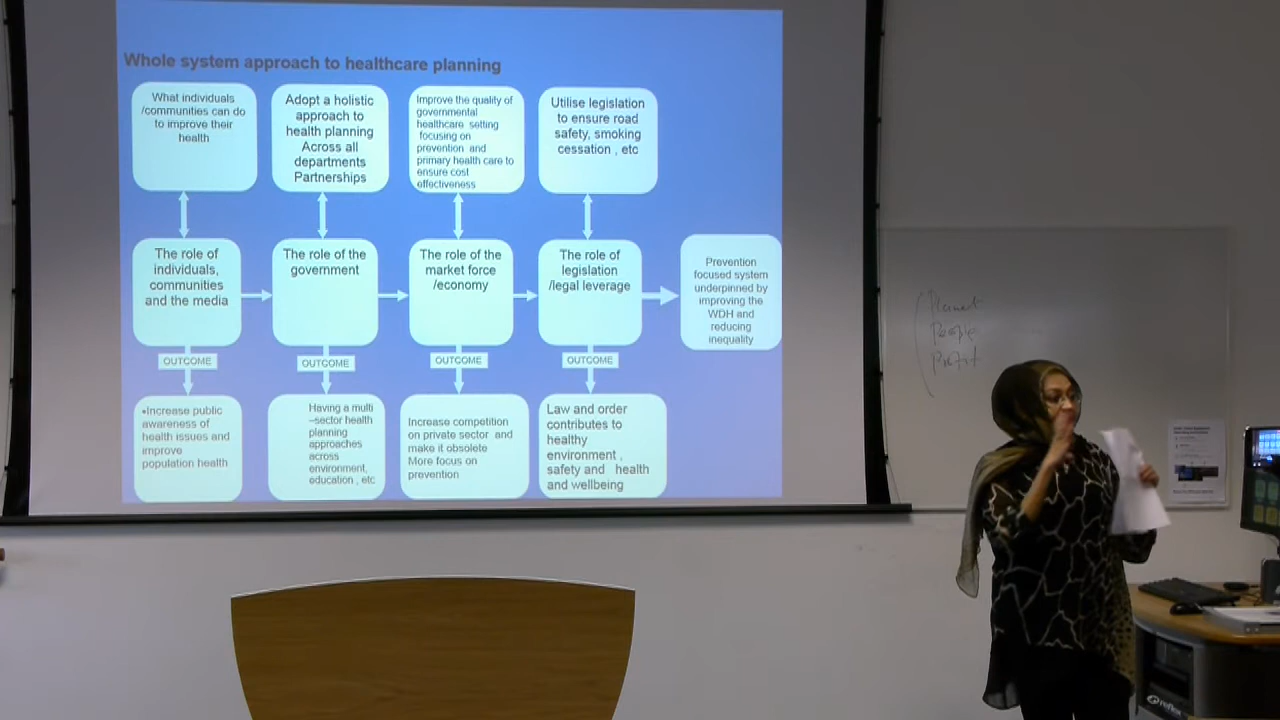 Whole system approach to healthcare planning
What individuals
/communities can do
to improve their
health
Adopt a holistic
approach to
health planning
Across all
departments
Partnerships
Improve the quality of
governmental
healthcare setting
focusing on
prevention and
primary health care to
ensure cost
effectiveness
Utilise legislation
to ensure road
safety, smoking
cessation , etc
The role of
individuals,
communities
and the media
The role of the
government
The role of the
market force
/economy
The role of
legislation
/legal leverage
Prevention
focused system
underpinned by
improving the
WDH and
reducing
inequality
OUTCOME
OUTCOME
OUTCOME
OUTCOME
•Increase public
awareness of
health issues and
improve
population health
Having a multi
–sector health
planning
approaches
across
environment,
education , etc
Increase competition
on private sector and
make it obsolete
More focus on
prevention
Law and order
contributes to
healthy
environment ,
safety and health
and wellbeing
People
Profit
reflex